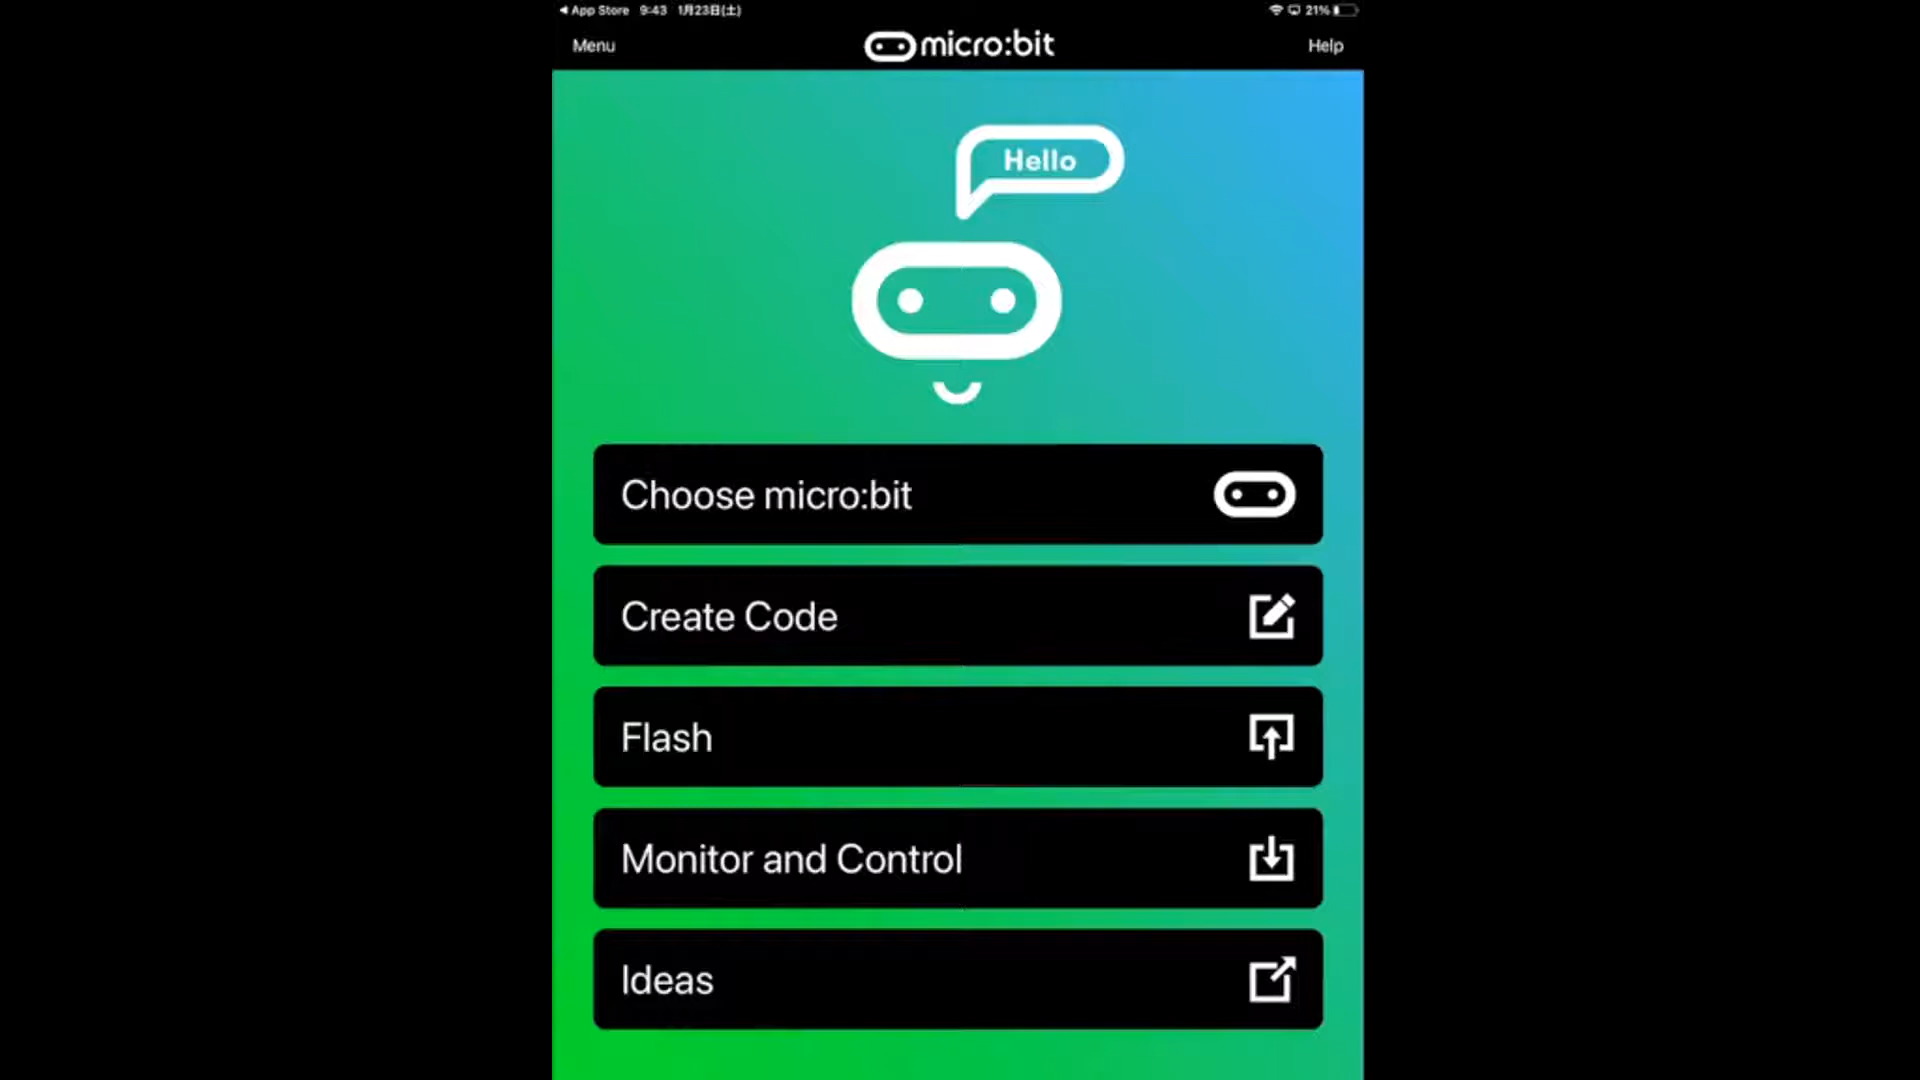 App Store 9:43 1月23日(土) 21%
Menu micro:bit Help
Hello
Choose micro:bit
Create Code
Flash
Monitor and Control
Ideas